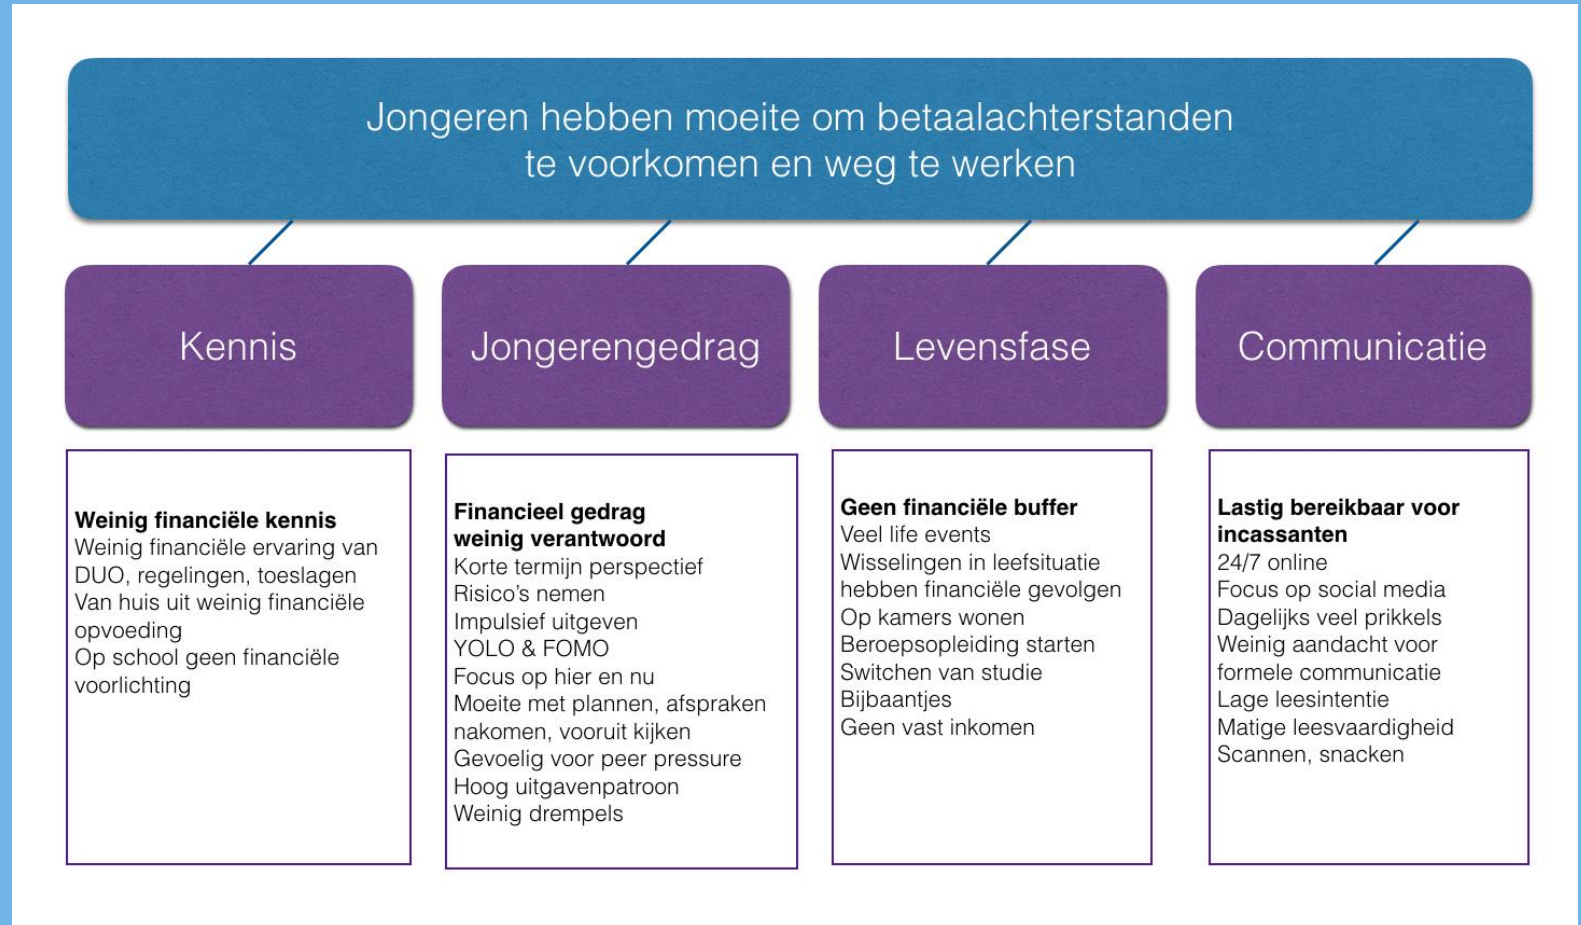 Jongeren hebben moeite om betaalachterstanden
te voorkomen en weg te werken
Kennis
Jongerengedrag
Levensfase
Communicatie
Weinig financiële kennis
Weinig financiële ervaring van
DUO, regelingen, toeslagen
Van huis uit weinig financiële
opvoeding
Op school geen financiële
voorlichting
Financieel gedrag
weinig verantwoord
Korte termijn perspectief
Risico's nemen
Impulsief uitgeven
YOLO & FOMO
Focus op hier en nu
Moeite met plannen, afspraken
nakomen, vooruit kijken
Gevoelig voor peer pressure
Hoog uitgavenpatroon
Weinig drempels
Geen financiële buffer
Veel life events
Wisselingen in leefsituatie
hebben financiële gevolgen
Op kamers wonen
Beroepsopleiding starten
Switchen van studie
Bijbaantjes
Geen vast inkomen
Lastig bereikbaar voor
incassanten
24/7 online
Focus op social media
Dagelijks veel prikkels
Weinig aandacht voor
formele communicatie
Lage leesintentie
Matige leesvaardigheid
Scannen, snacken